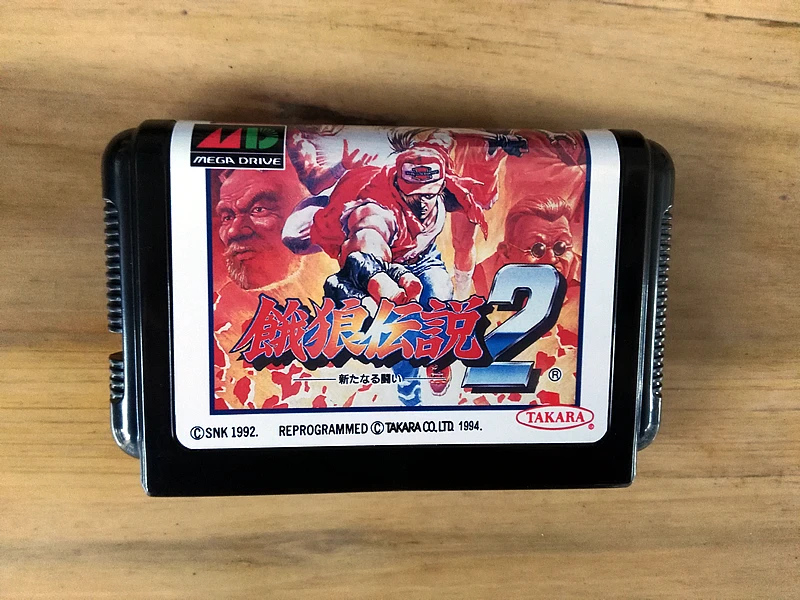 MD
MEGA DRIVE
餓狼伝説2
新たなる闘い
®
©SNK 1992. REPROGRAMMED ©TAKARA CO., LTD. 1994.
TAKARA®